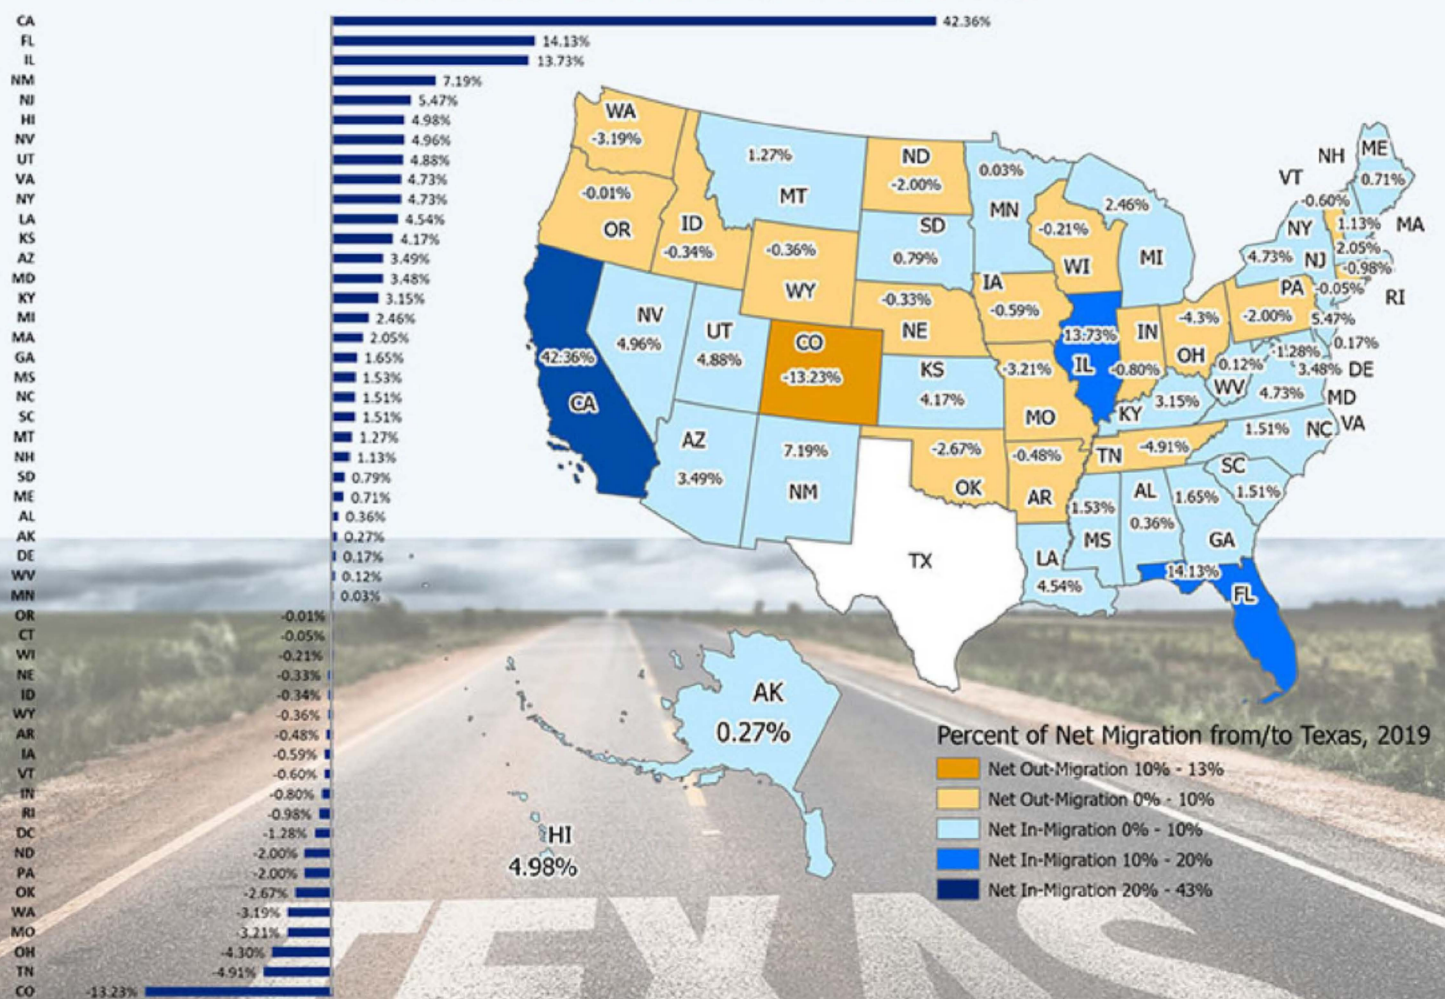 CA 42.36%
FL 14.13%
IL 13.73%
NM 7.19%
NJ 5.47%
HI 4.98%
NV 4.96%
UT 4.88%
VA 4.73%
NY 4.73%
LA 4.54%
KS 4.17%
AZ 3.49%
MD 3.48%
KY 3.15%
MI 2.46%
MA 2.05%
GA 1.65%
MS 1.53%
NC 1.51%
SC 1.51%
MT 1.27%
NH 1.13%
SD 0.79%
ME 0.71%
AL 0.36%
AK 0.27%
DE 0.17%
WV 0.12%
MN 0.03%
OR -0.01%
CT -0.05%
WI -0.21%
NE -0.33%
ID -0.34%
WY -0.36%
AR -0.48%
IA -0.59%
VT -0.60%
IN -0.80%
RI -0.98%
DC -1.28%
ND -2.00%
PA -2.00%
OK -2.67%
WA -3.19%
MO -3.21%
OH -4.30%
TN -4.91%
CO -13.23%
WA
-3.19%
-0.01%
OR
ID
-0.34%
1.27%
MT
-0.36%
WY
ND
-2.00%
SD
0.79%
-0.33%
NE
0.03%
MN
IA
-0.59%
-0.21%
WI
2.46%
MI
42.36%
CA
NV
4.96%
UT
4.88%
CO
-13.23%
KS
4.17%
-3.21%
MO
13.73%
IL
IN
-0.80%
-4.3%
OH
PA
-2.00%
NY
4.73%
VT
-0.60%
NH
1.13%
ME
0.71%
MA
2.05%
-0.98%
RI
-0.05%
NJ
5.47%
0.17%
DE
-1.28%
3.48%
MD
0.12%
WV
4.73%
VA
KY
3.15%
TN
-4.91%
1.51%
NC
SC
1.51%
AZ
3.49%
7.19%
NM
-2.67%
OK
-0.48%
AR
1.53%
MS
AL
0.36%
1.65%
GA
LA
4.54%
14.13%
FL
TX
AK
0.27%
HI
4.98%
4
Percent of Net Migration from/to Texas, 2019
Net Out-Migration 10% - 13%
Net Out-Migration 0% - 10%
Net In-Migration 0% - 10%
Net In-Migration 10% - 20%
Net In-Migration 20% - 43%
TEXAS